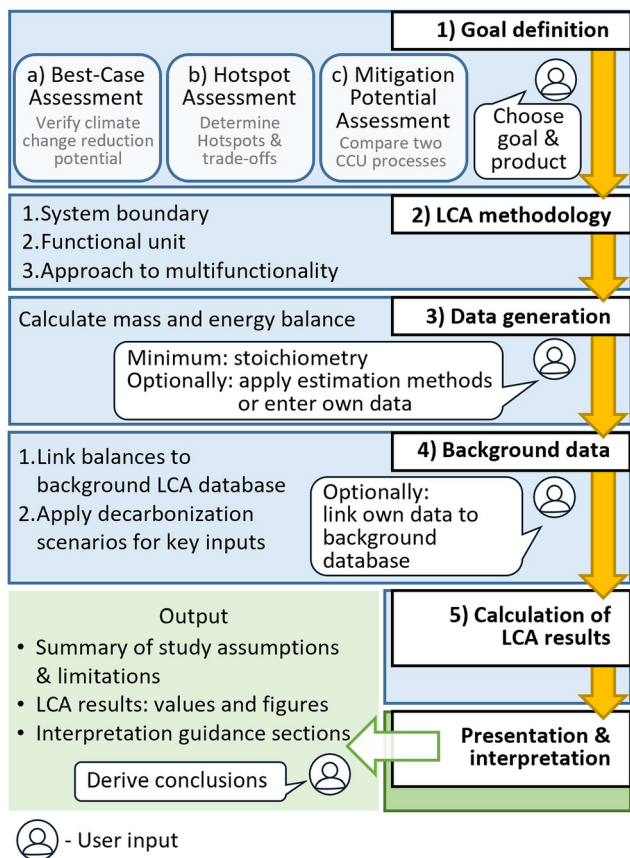 1) Goal definition
a) Best-Case
Assessment
Verify climate
change reduction
potential
b) Hotspot
Assessment
Determine
Hotspots &
trade-offs
c) Mitigation
Potential
Assessment
Compare two
CCU processes
Choose
goal &
product
1.System boundary
2.Functional unit
3.Approach to multifunctionality
2) LCA methodology
Calculate mass and energy balance
3) Data generation
Minimum: stoichiometry
Optionally: apply estimation methods
or enter own data
4) Background data
1.Link balances to
background LCA database
2.Apply decarbonization
scenarios for key inputs
Optionally:
link own data to
background
database
5) Calculation of
LCA results
Output
• Summary of study assumptions
& limitations
• LCA results: values and figures
• Interpretation guidance sections
Derive conclusions
Presentation &
interpretation
- User input